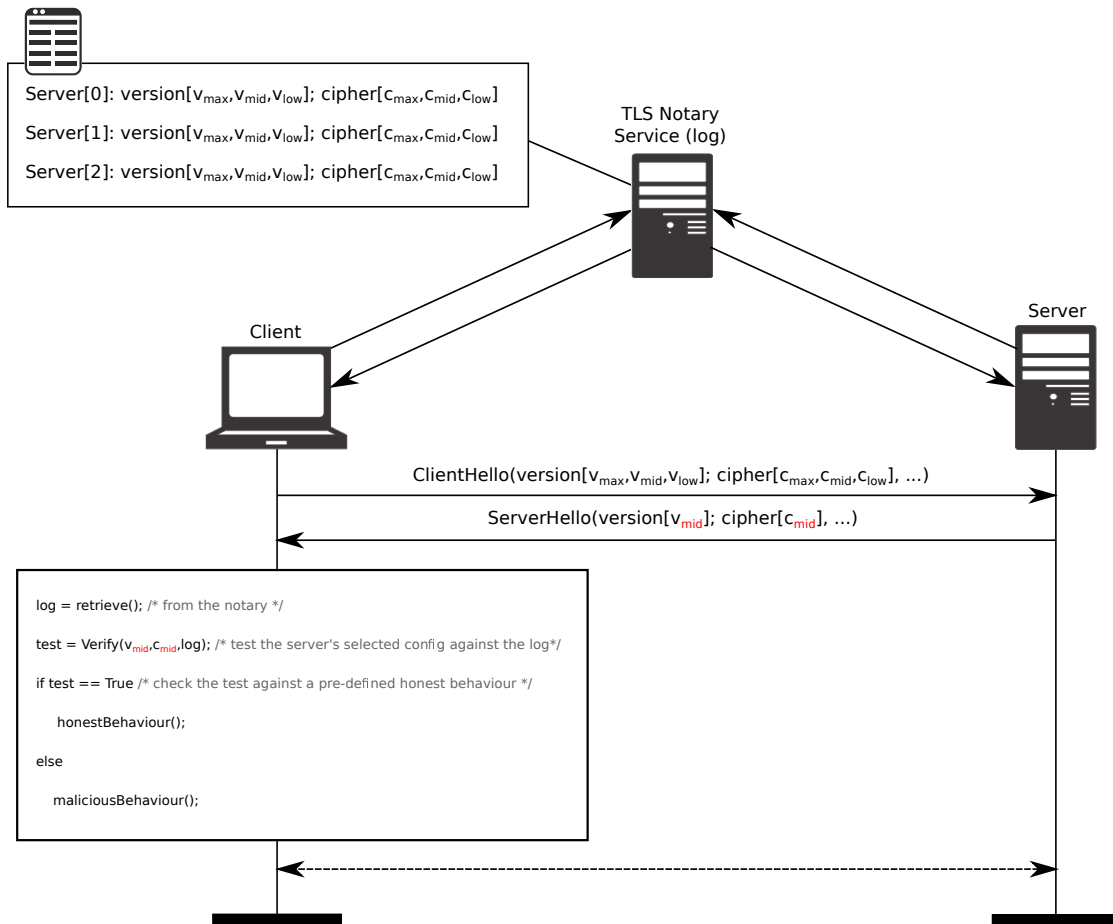 Server[0]: version[vmax,vmid,vlow]; cipher[cmax,cmid,clow]
Server[1]: version[vmax,vmid,vlow]; cipher[cmax,cmid,clow]
Server[2]: version[vmax,vmid,vlow]; cipher[cmax,cmid,clow]
TLS Notary
Service (log)
Server
Client
ClientHello(version[vmax,vmid,vlow]; cipher[cmax,cmid,clow], ...)
ServerHello(version[vmid]; cipher[cmid], ...)
log = retrieve(); /* from the notary */
test = Verify(vmid,cmid,log); /* test the server's selected config against the log*/
if test == True /* check the test against a pre-defined honest behaviour */
honestBehaviour();
else
maliciousBehaviour();